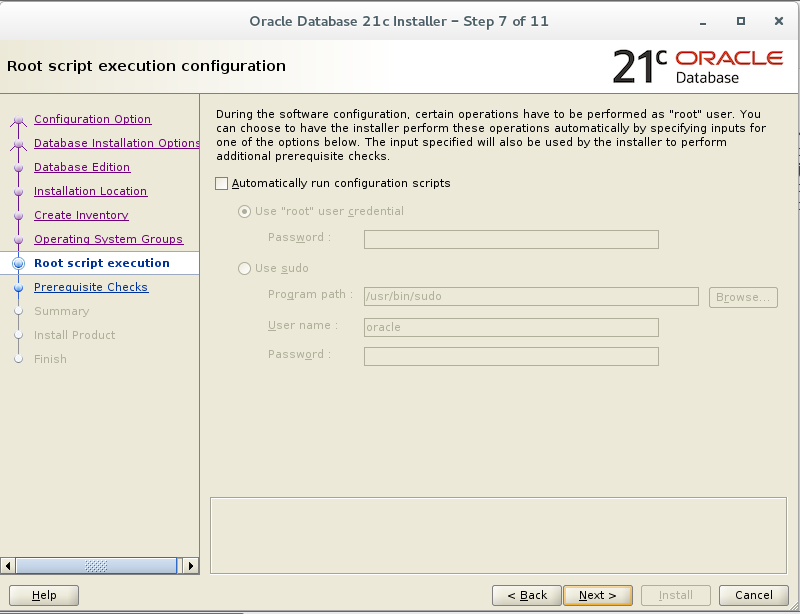 Oracle Database 21c Installer – Step 7 of 11
Root script execution configuration
21c ORACLE
Database
Configuration Option
Database Installation Options
Database Edition
Installation Location
Create Inventory
Operating System Groups
Root script execution
Prerequisite Checks
Summary
Install Product
Finish
During the software configuration, certain operations have to be performed as "root" user. You
can choose to have the installer perform these operations automatically by specifying inputs for
one of the options below. The input specified will also be used by the installer to perform
additional prerequisite checks.
Automatically run configuration scripts
Use "root" user credential
Password :
Use sudo
Program path : /usr/bin/sudo Browse...
User name : oracle
Password :
Help < Back Next > Install Cancel